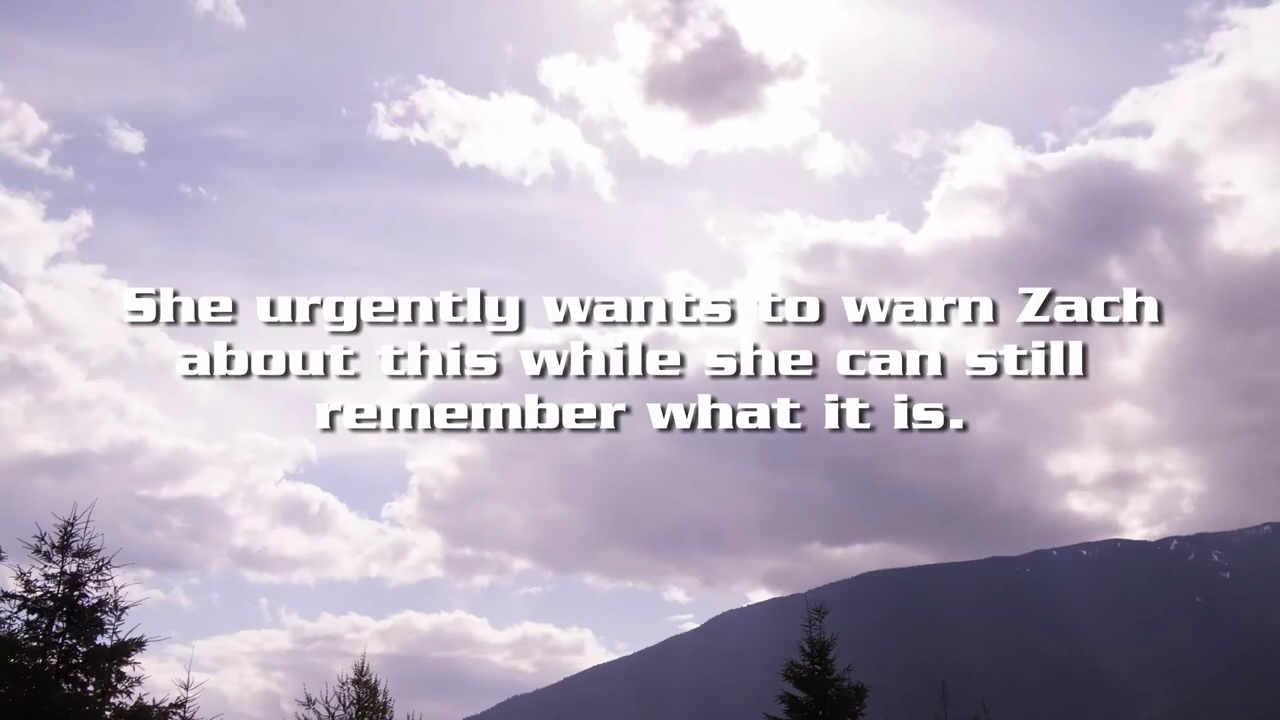 She urgently wants to warn Zach
about this while she can still
remember what it is.